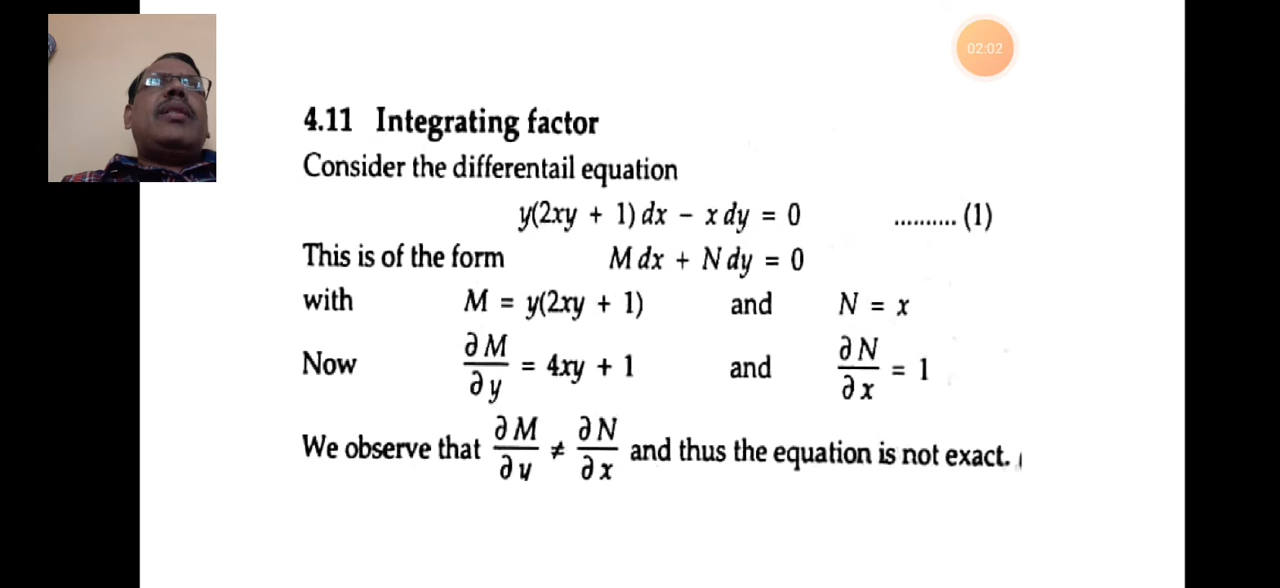 02:02
4.11 Integrating factor
Consider the differentail equation
y(2xy + 1) dx − x dy = 0 .......... (1)
This is of the form M dx + N dy = 0
with M = y(2xy + 1) and N = x
Now ∂M/∂y = 4xy + 1 and ∂N/∂x = 1
We observe that ∂M/∂y ≠ ∂N/∂x and thus the equation is not exact.